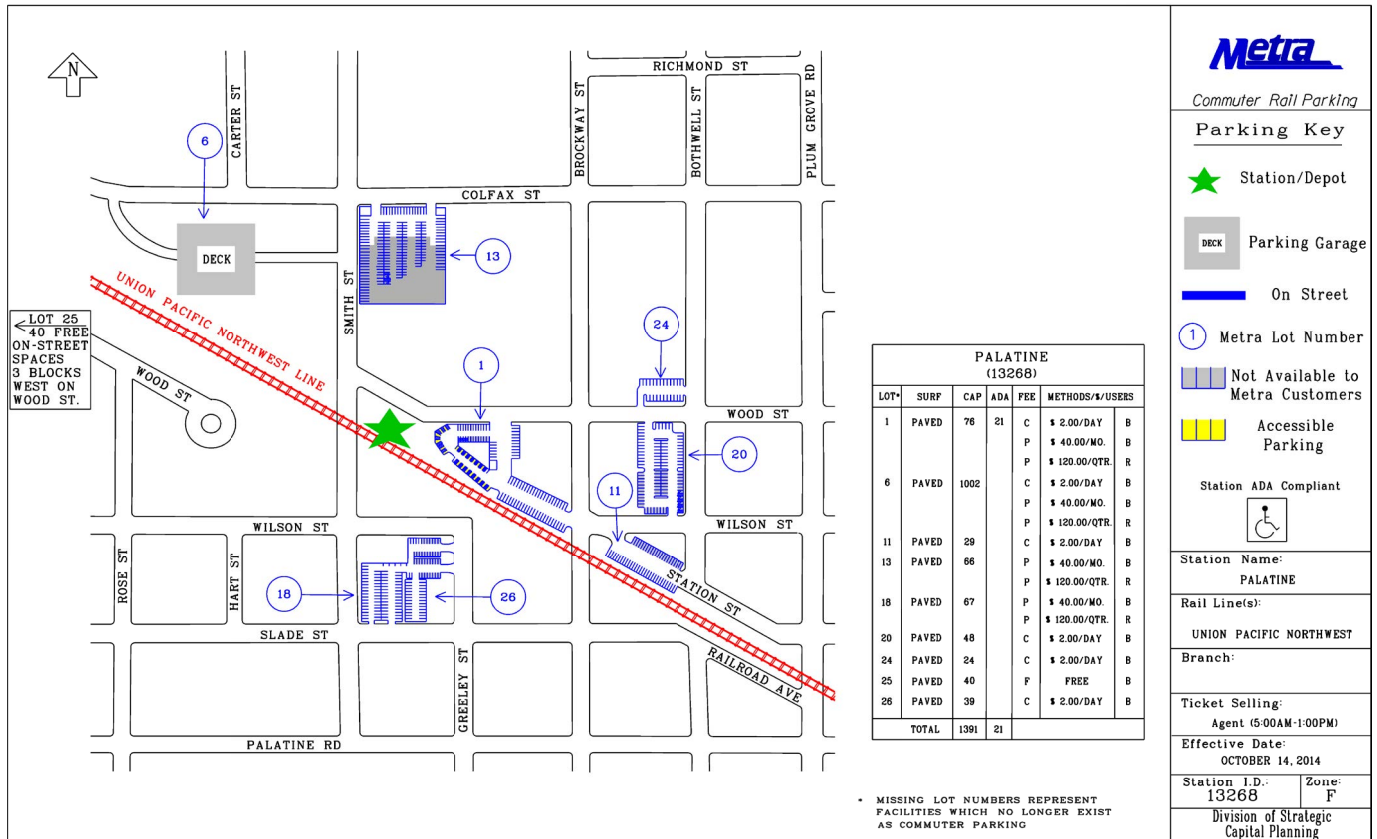 N
RICHMOND ST
CARTER ST
BROCKWAY ST
BOTHWELL ST
PLUM GROVE RD
6
COLFAX ST
DECK
13
UNION PACIFIC NORTHWEST LINE
SMITH ST
LOT 25
40 FREE
ON-STREET
SPACES
3 BLOCKS
WEST ON
WOOD ST.
WOOD ST
24
1
WOOD ST
20
11
WILSON ST
WILSON ST
ROSE ST
HART ST
18
26
STATION ST
SLADE ST
GREELEY ST
RAILROAD AVE
PALATINE RD
PALATINE
(13268)
LOT* SURF CAP ADA FEE METHODS/$/USERS
1 PAVED 76 21 C $ 2.00/DAY B
P $ 40.00/MO. B
P $ 120.00/QTR. R
6 PAVED 1002 C $ 2.00/DAY B
P $ 40.00/MO. B
P $ 120.00/QTR. R
11 PAVED 29 C $ 2.00/DAY B
13 PAVED 66 P $ 40.00/MO. B
P $ 120.00/QTR. R
18 PAVED 67 P $ 40.00/MO. B
P $ 120.00/QTR. R
20 PAVED 48 C $ 2.00/DAY B
24 PAVED 24 C $ 2.00/DAY B
25 PAVED 40 F FREE B
26 PAVED 39 C $ 2.00/DAY B
TOTAL 1391 21
* MISSING LOT NUMBERS REPRESENT
FACILITIES WHICH NO LONGER EXIST
AS COMMUTER PARKING
Metra
Commuter Rail Parking
Parking Key
Station/Depot
DECK Parking Garage
On Street
1 Metra Lot Number
Not Available to
Metra Customers
Accessible
Parking
Station ADA Compliant
Station Name:
PALATINE
Rail Line(s):
UNION PACIFIC NORTHWEST
Branch:
Ticket Selling:
Agent (5:00AM-1:00PM)
Effective Date:
OCTOBER 14, 2014
Station I.D.: Zone:
13268 F
Division of Strategic
Capital Planning